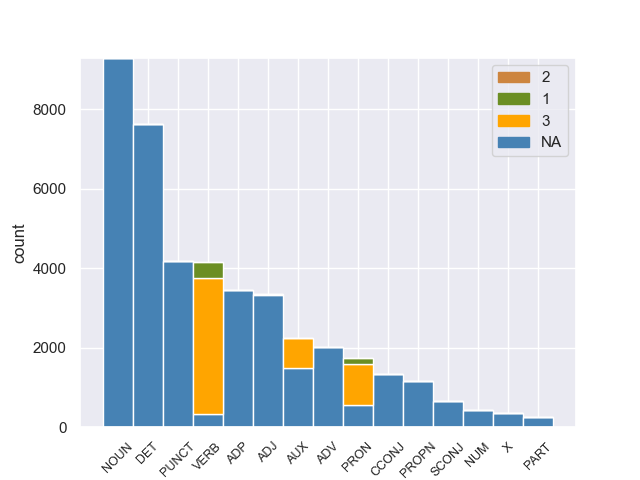 2
1
3
NA
8000
6000
4000
2000
0
count
NOUN
DET
PUNCT
VERB
ADP
ADJ
AUX
ADV
PRON
CCONJ
PROPN
SCONJ
NUM
X
PART